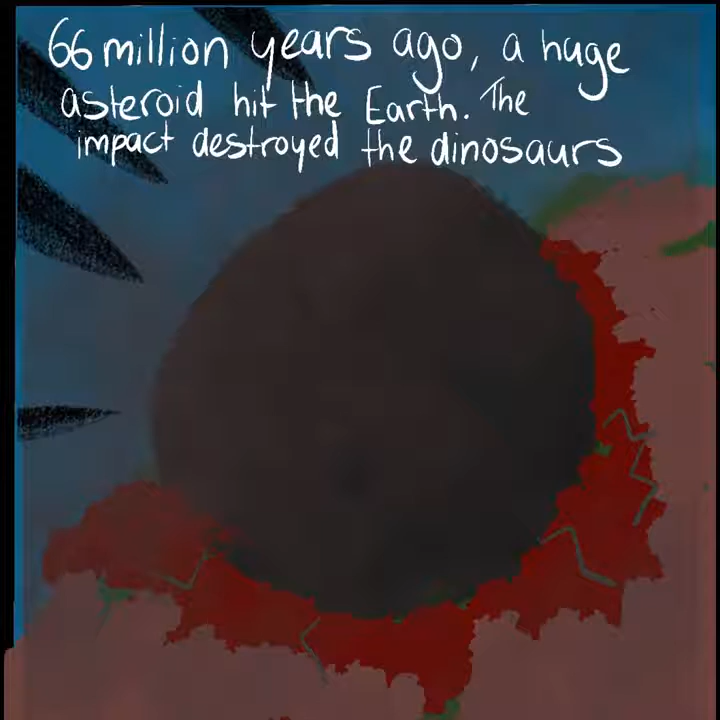 66 million years ago, a huge
asteroid hit the Earth. The
impact destroyed the dinosaurs